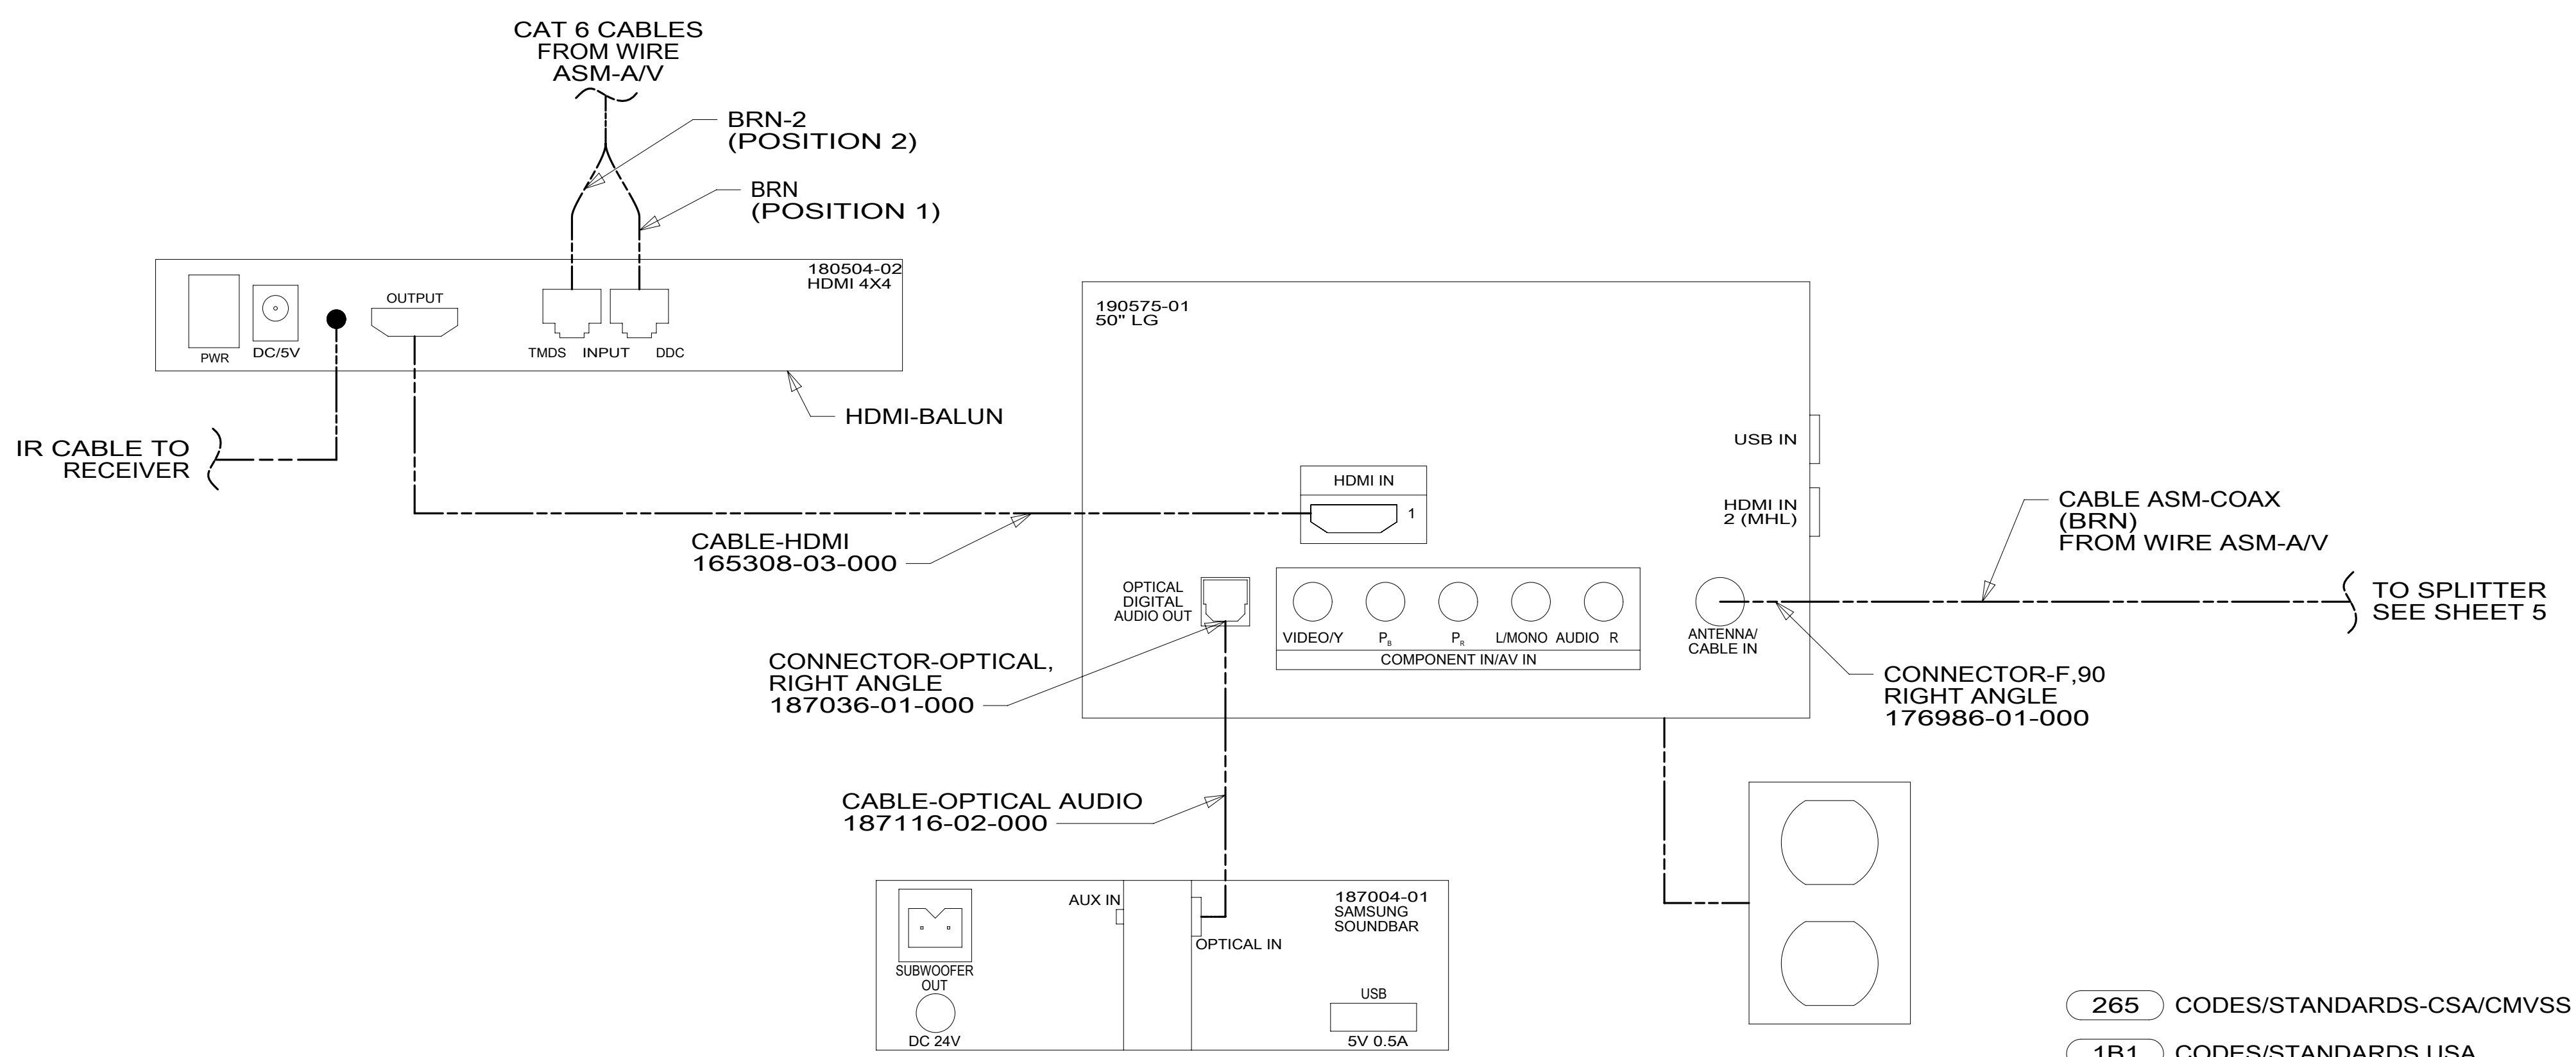 CAT 6 CABLES
FROM WIRE
ASM-A/V
BRN-2
(POSITION 2)
BRN
(POSITION 1)
180504-02
HDMI 4X4
OUTPUT
PWR
DC/5V
TMDS INPUT DDC
HDMI-BALUN
IR CABLE TO
RECEIVER
190575-01
50" LG
USB IN
HDMI IN
1
HDMI IN
2 (MHL)
CABLE-HDMI
165308-03-000
CABLE ASM-COAX
(BRN)
FROM WIRE ASM-A/V
TO SPLITTER
SEE SHEET 5
OPTICAL
DIGITAL
AUDIO OUT
VIDEO/Y PB PR L/MONO AUDIO R
COMPONENT IN/AV IN
ANTENNA/
CABLE IN
CONNECTOR-OPTICAL,
RIGHT ANGLE
187036-01-000
CONNECTOR-F,90
RIGHT ANGLE
176986-01-000
CABLE-OPTICAL AUDIO
187116-02-000
AUX IN
187004-01
SAMSUNG
SOUNDBAR
OPTICAL IN
SUBWOOFER
OUT
DC 24V
USB
5V 0.5A
265 CODES/STANDARDS-CSA/CMVSS
1B1 CODES/STANDARDS USA